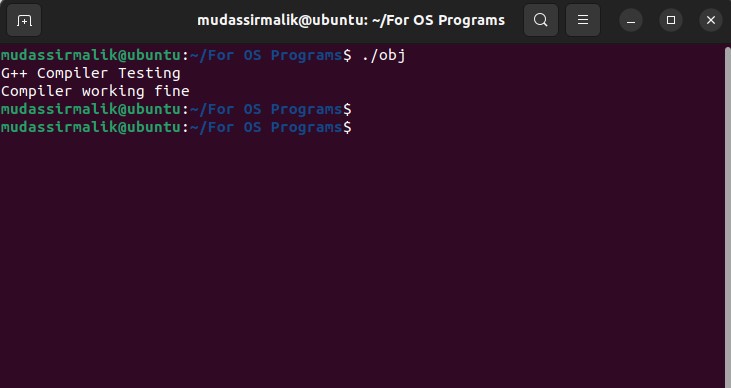 mudassirmalik@ubuntu: ~/For OS Programs
mudassirmalik@ubuntu:~/For OS Programs$ ./obj
G++ Compiler Testing
Compiler working fine
mudassirmalik@ubuntu:~/For OS Programs$
mudassirmalik@ubuntu:~/For OS Programs$